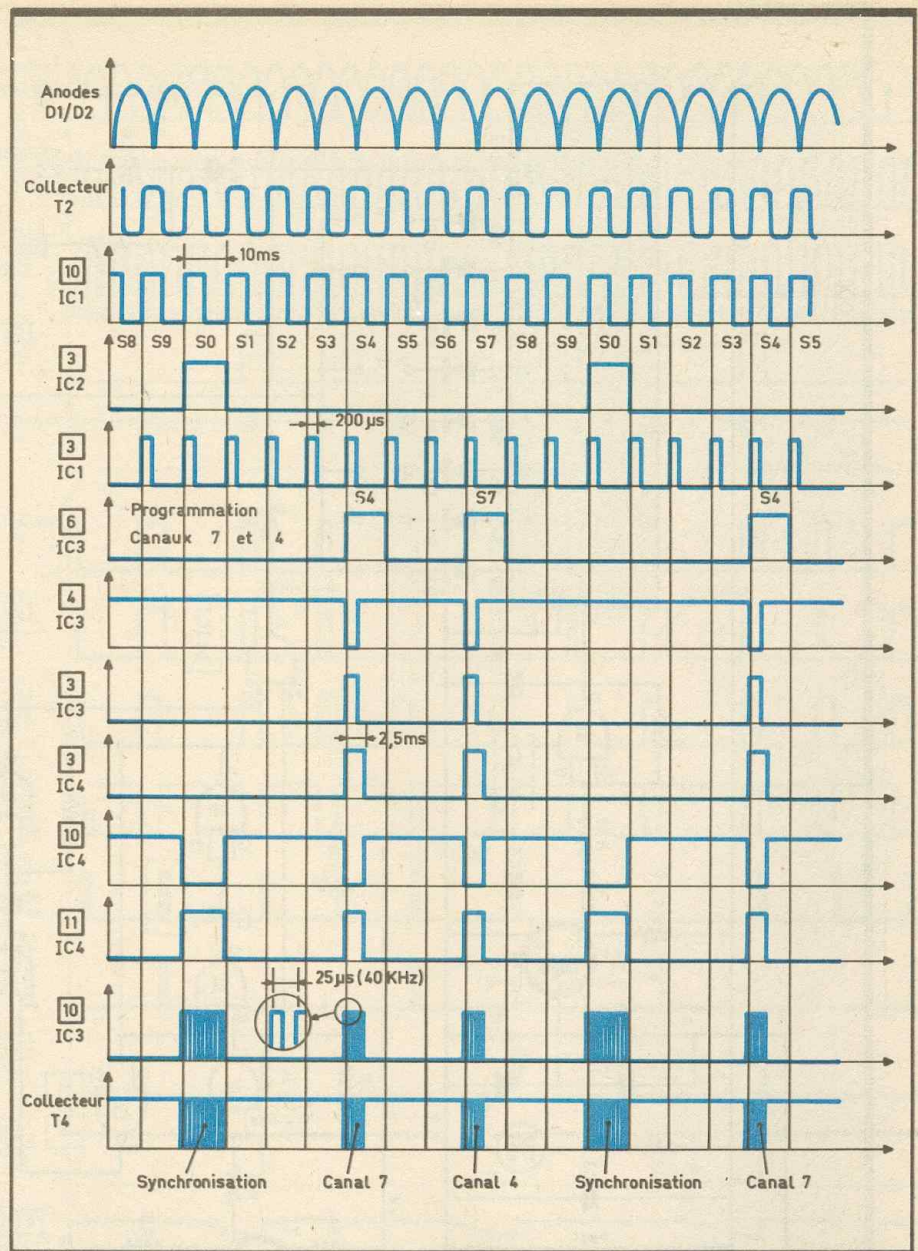 Anodes
D1/D2
Collecteur
T2
10ms
10
IC1
S8 S9 S0 S1 S2 S3 S4 S5 S6 S7 S8 S9 S0 S1 S2 S3 S4 S5
3
IC2
200 µs
3
IC1
S4 S7 S4
6
IC3
Programmation
Canaux 7 et 4
4
IC3
3
IC3
2,5ms
3
IC4
10
IC4
11
IC4
25µs (40 KHz)
10
IC3
Collecteur
T4
Synchronisation Canal 7 Canal 4 Synchronisation Canal 7